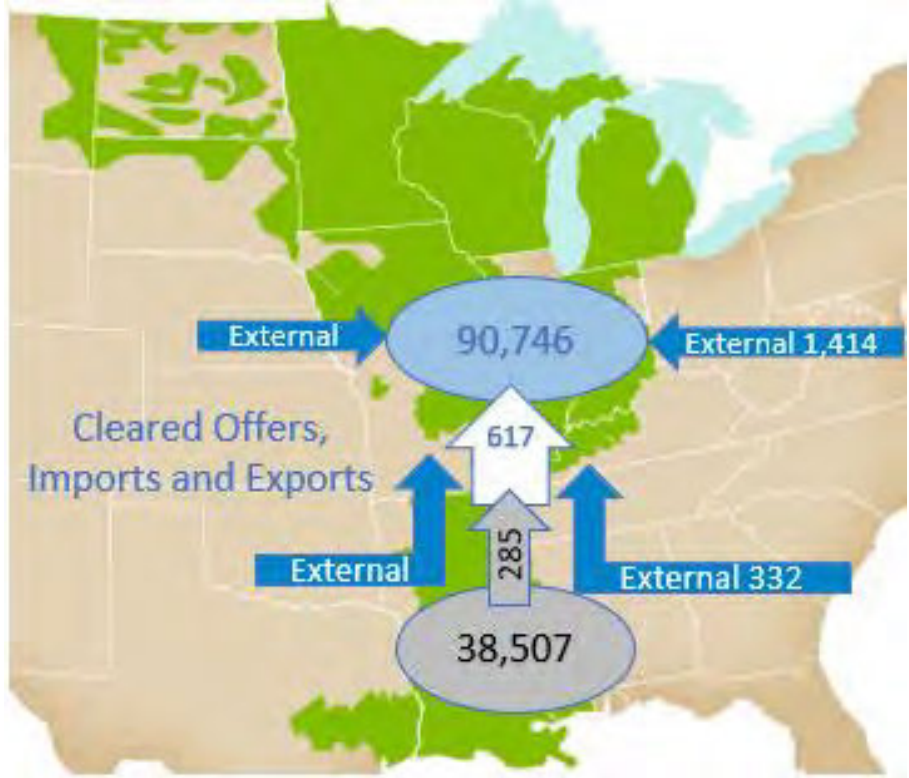 External
90,746
External 1,414
Cleared Offers,
Imports and Exports
617
285
External
External 332
38,507